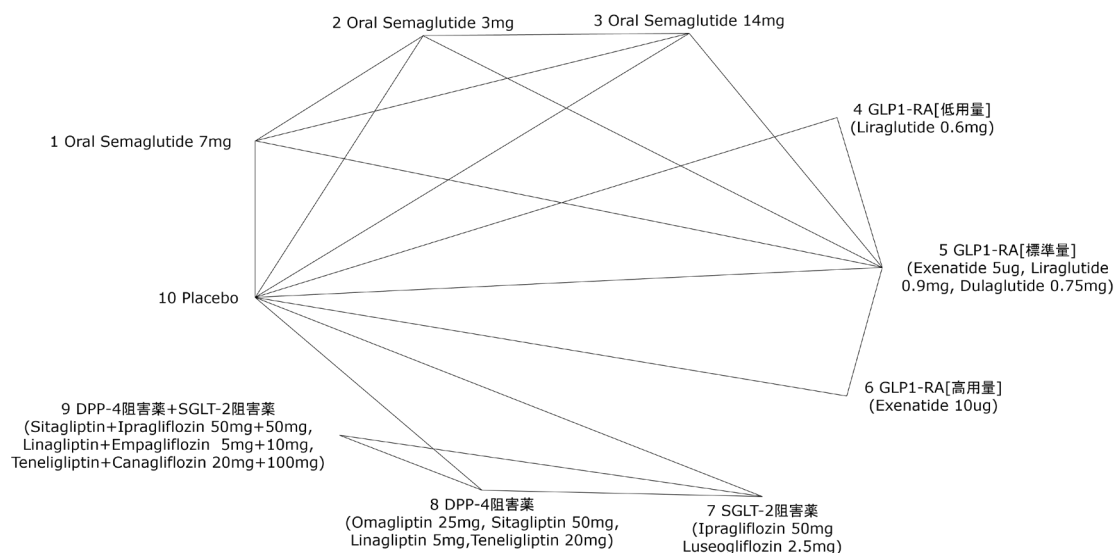 2 Oral Semaglutide 3mg
3 Oral Semaglutide 14mg
4 GLP1-RA[低用量]
(Liraglutide 0.6mg)
1 Oral Semaglutide 7mg
5 GLP1-RA[標準量]
(Exenatide 5ug, Liraglutide
0.9mg, Dulaglutide 0.75mg)
10 Placebo
6 GLP1-RA[高用量]
(Exenatide 10ug)
9 DPP-4阻害薬+SGLT-2阻害薬
(Sitagliptin+Ipragliflozin 50mg+50mg,
Linagliptin+Empagliflozin 5mg+10mg,
Teneligliptin+Canagliflozin 20mg+100mg)
8 DPP-4阻害薬
(Omagliptin 25mg, Sitagliptin 50mg,
Linagliptin 5mg,Teneligliptin 20mg)
7 SGLT-2阻害薬
(Ipragliflozin 50mg
Luseogliflozin 2.5mg)